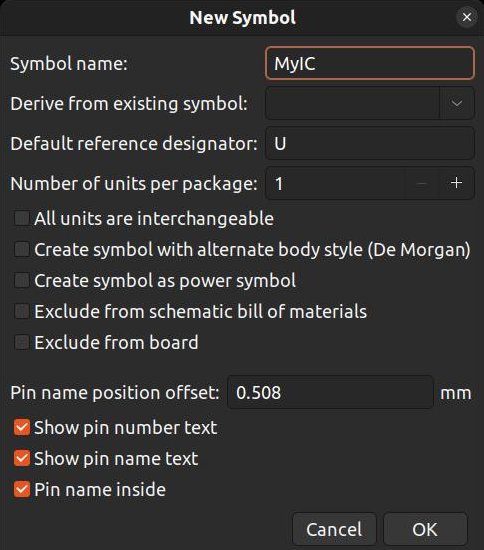 New Symbol
Symbol name: MyIC
Derive from existing symbol:
Default reference designator: U
Number of units per package: 1 − +
All units are interchangeable
Create symbol with alternate body style (De Morgan)
Create symbol as power symbol
Exclude from schematic bill of materials
Exclude from board
Pin name position offset: 0.508 mm
Show pin number text
Show pin name text
Pin name inside
Cancel OK